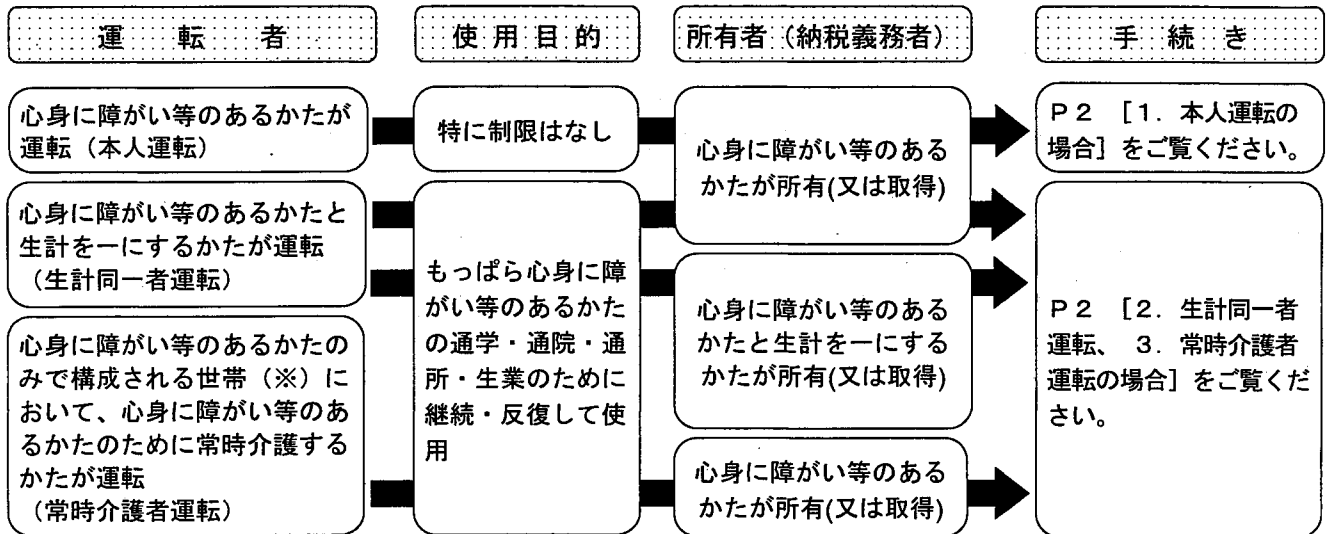 運転者
使用目的
所有者（納税義務者）
手続き
心身に障がい等のあるかたが
運転（本人運転）
特に制限はなし
心身に障がい等のある
かたが所有(又は取得)
Ｐ２　［１．本人運転の
場合］をご覧ください。
心身に障がい等のあるかたと
生計を一にするかたが運転
（生計同一者運転）
もっぱら心身に障
がい等のあるかた
の通学・通院・通
所・生業のために
継続・反復して使
用
心身に障がい等のある
かたと生計を一にする
かたが所有(又は取得)
Ｐ２　［２．生計同一者
運転、　３．常時介護者
運転の場合］をご覧くだ
さい。
心身に障がい等のあるかたの
みで構成される世帯（※）に
おいて、心身に障がい等のあ
るかたのために常時介護する
かたが運転
（常時介護者運転）
心身に障がい等のある
かたが所有(又は取得)